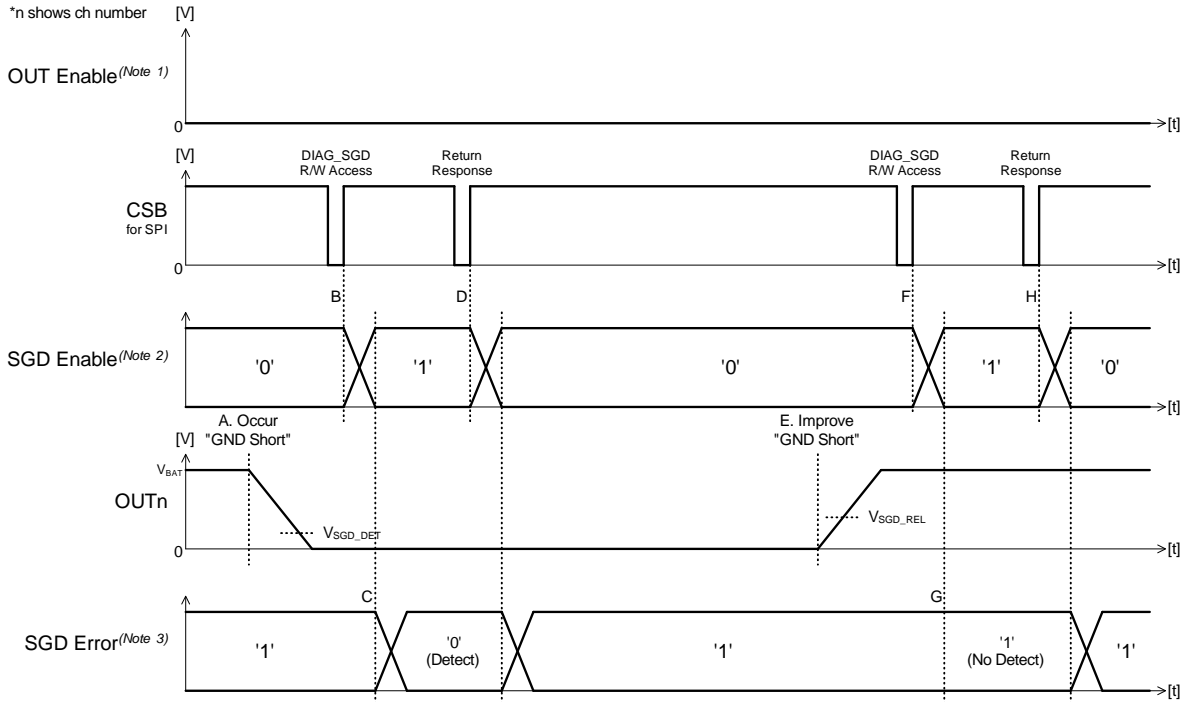 *n shows ch number
[V]
OUT Enable(Note 1)
0
[t]
[V]
DIAG_SGD
R/W Access
Return
Response
DIAG_SGD
R/W Access
Return
Response
CSB
for SPI
0
[t]
B
D
F
H
SGD Enable(Note 2)
'0'
'1'
'0'
'1'
'0'
[t]
A. Occur
"GND Short"
E. Improve
"GND Short"
[V]
VBAT
OUTn
VSGD_DET
VSGD_REL
0
[t]
C
G
SGD Error(Note 3)
'1'
'0'
(Detect)
'1'
'1'
(No Detect)
'1'
[t]